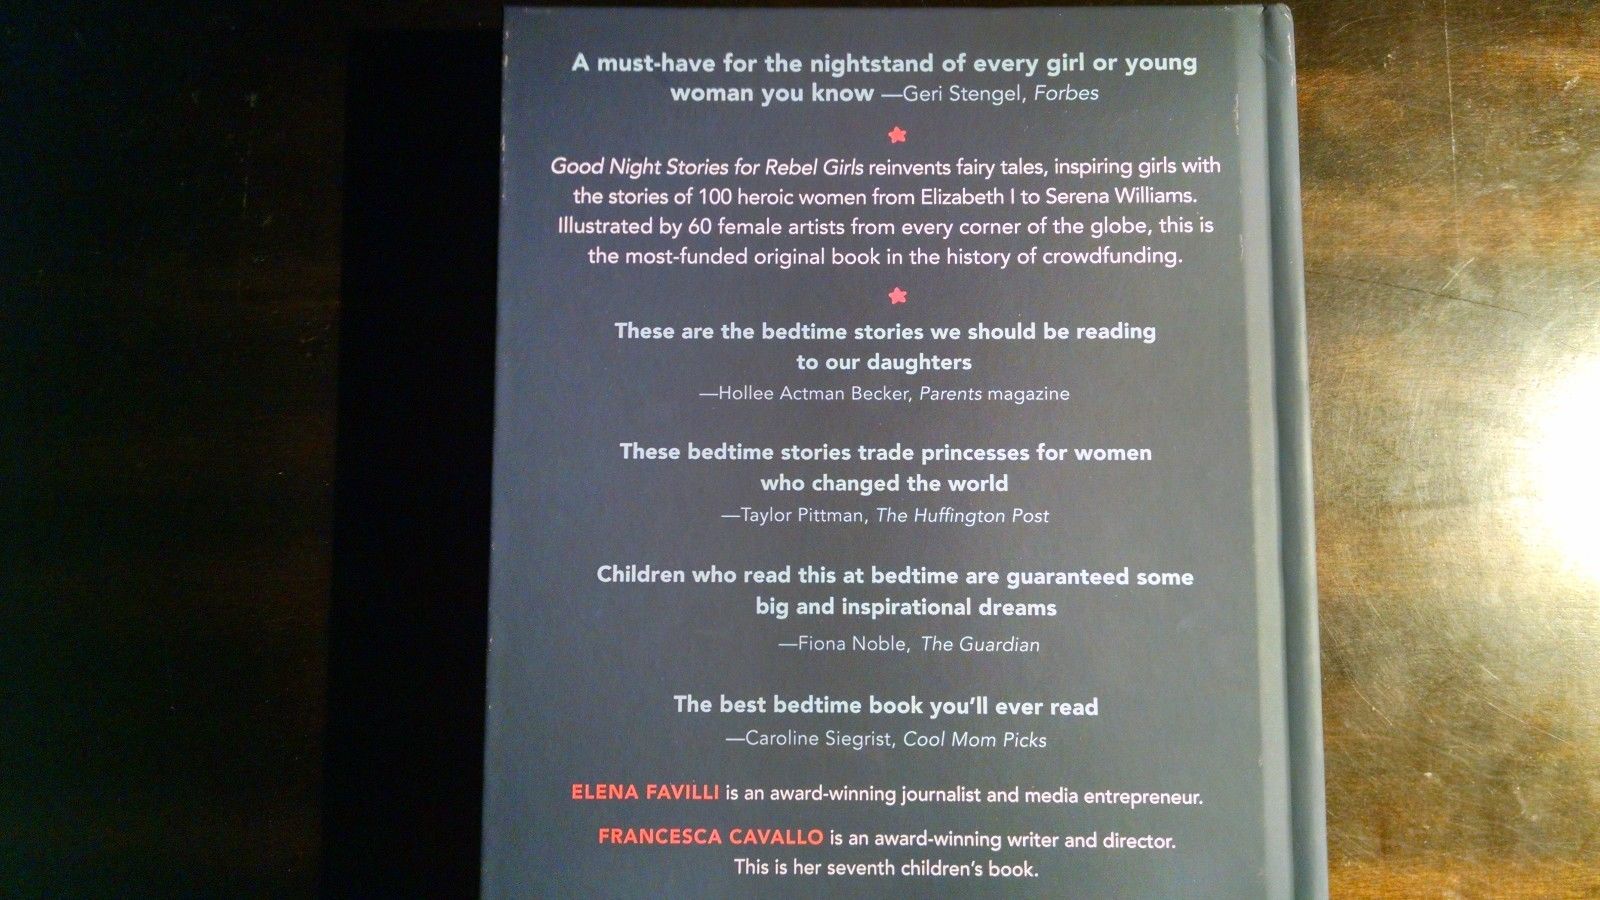 A must-have for the nightstand of every girl or young
woman you know —Geri Stengel, Forbes
Good Night Stories for Rebel Girls reinvents fairy tales, inspiring girls with
the stories of 100 heroic women from Elizabeth I to Serena Williams.
Illustrated by 60 female artists from every corner of the globe, this is
the most-funded original book in the history of crowdfunding.
These are the bedtime stories we should be reading
to our daughters
—Hollee Actman Becker, Parents magazine
These bedtime stories trade princesses for women
who changed the world
—Taylor Pittman, The Huffington Post
Children who read this at bedtime are guaranteed some
big and inspirational dreams
—Fiona Noble, The Guardian
The best bedtime book you'll ever read
—Caroline Siegrist, Cool Mom Picks
ELENA FAVILLI is an award-winning journalist and media entrepreneur.
FRANCESCA CAVALLO is an award-winning writer and director.
This is her seventh children's book.